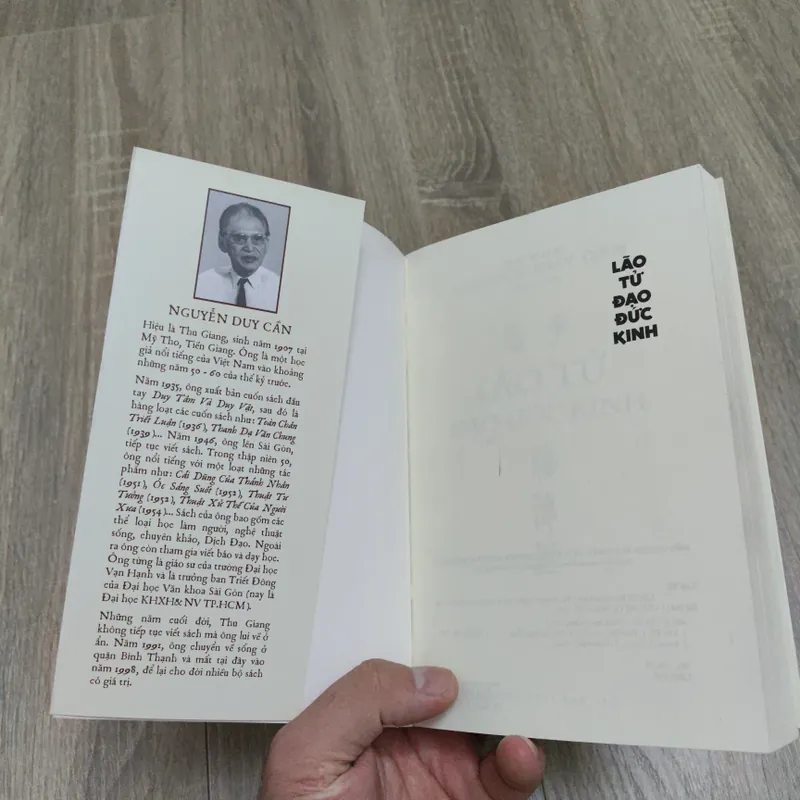 NGUYỄN DUY CẦN
Hiệu là Thu Giang, sinh năm 1907 tại
Mỹ Tho, Tiền Giang. Ông là một học
giả nổi tiếng của Việt Nam vào khoảng
những năm 50 - 60 của thế kỷ trước.
Năm 1935, ông xuất bản cuốn sách đầu
tay Duy Tâm Và Duy Vật, sau đó là
hàng loạt các cuốn sách như: Toàn Chân
Triết Luận (1936), Thanh Dạ Văn Chung
(1939)... Năm 1946, ông lên Sài Gòn,
tiếp tục viết sách. Trong thập niên 50,
ông nổi tiếng với một loạt những tác
phẩm như: Cái Dũng Của Thánh Nhân
(1951), Óc Sáng Suốt (1952), Thuật Tư
Tưởng (1952), Thuật Xử Thế Của Người
Xưa (1954)... Sách của ông bao gồm các
thể loại học làm người, nghệ thuật
sống, chuyên khảo, Dịch Đạo. Ngoài
ra ông còn tham gia viết báo và dạy học.
Ông từng là giáo sư của trường Đại học
Vạn Hạnh và là trưởng ban Triết Đông
của Đại học Văn khoa Sài Gòn (nay là
Đại học KHXH& NV TP.HCM).
Những năm cuối đời, Thu Giang
không tiếp tục viết sách mà ông lui về ở
ẩn. Năm 1991, ông chuyển về sống ở
quận Bình Thạnh và mất tại đây vào
năm 1998, để lại cho đời nhiều bộ sách
có giá trị.
LÃO
TỬ
ĐẠO
ĐỨC
KINH